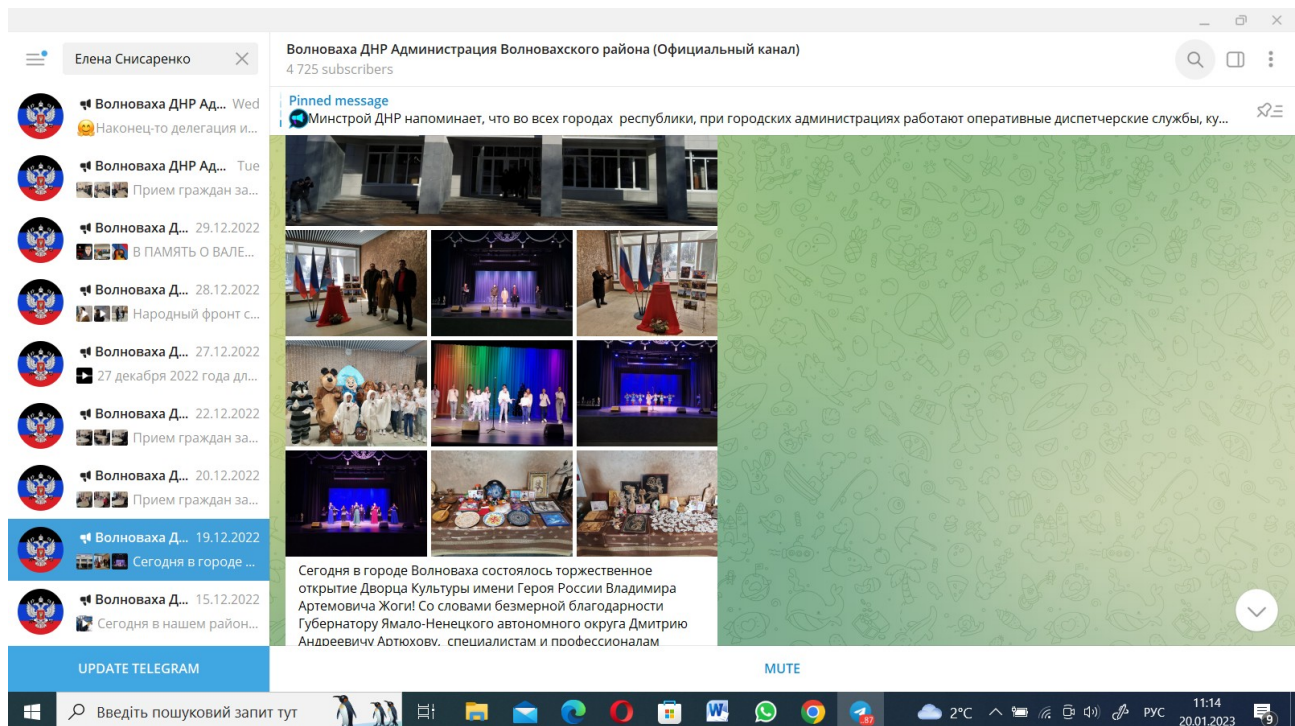 Елена Снисаренко
Волноваха ДНР Ад... Wed
Наконец-то делегация и...
Волноваха ДНР Ад... Tue
Прием граждан за...
Волноваха Д... 29.12.2022
В ПАМЯТЬ О ВАЛЕ...
Волноваха Д... 28.12.2022
Народный фронт с...
Волноваха Д... 27.12.2022
27 декабря 2022 года дл...
Волноваха Д... 22.12.2022
Прием граждан за...
Волноваха Д... 20.12.2022
Прием граждан за...
Волноваха Д... 19.12.2022
Сегодня в городе ...
Волноваха Д... 15.12.2022
Сегодня в нашем район...
UPDATE TELEGRAM
Волноваха ДНР Администрация Волновахского района (Официальный канал)
4 725 subscribers
Pinned message
Минстрой ДНР напоминает, что во всех городах республики, при городских администрациях работают оперативные диспетчерские службы, ку...
Сегодня в городе Волноваха состоялось торжественное
открытие Дворца Культуры имени Героя России Владимира
Артемовича Жоги! Со словами безмерной благодарности
Губернатору Ямало-Ненецкого автономного округа Дмитрию
Андреевичу Артюхову, специалистам и профессионалам
MUTE
Введіть пошуковий запит тут
..87
2°C
РУС
11:14
20.01.2023
9